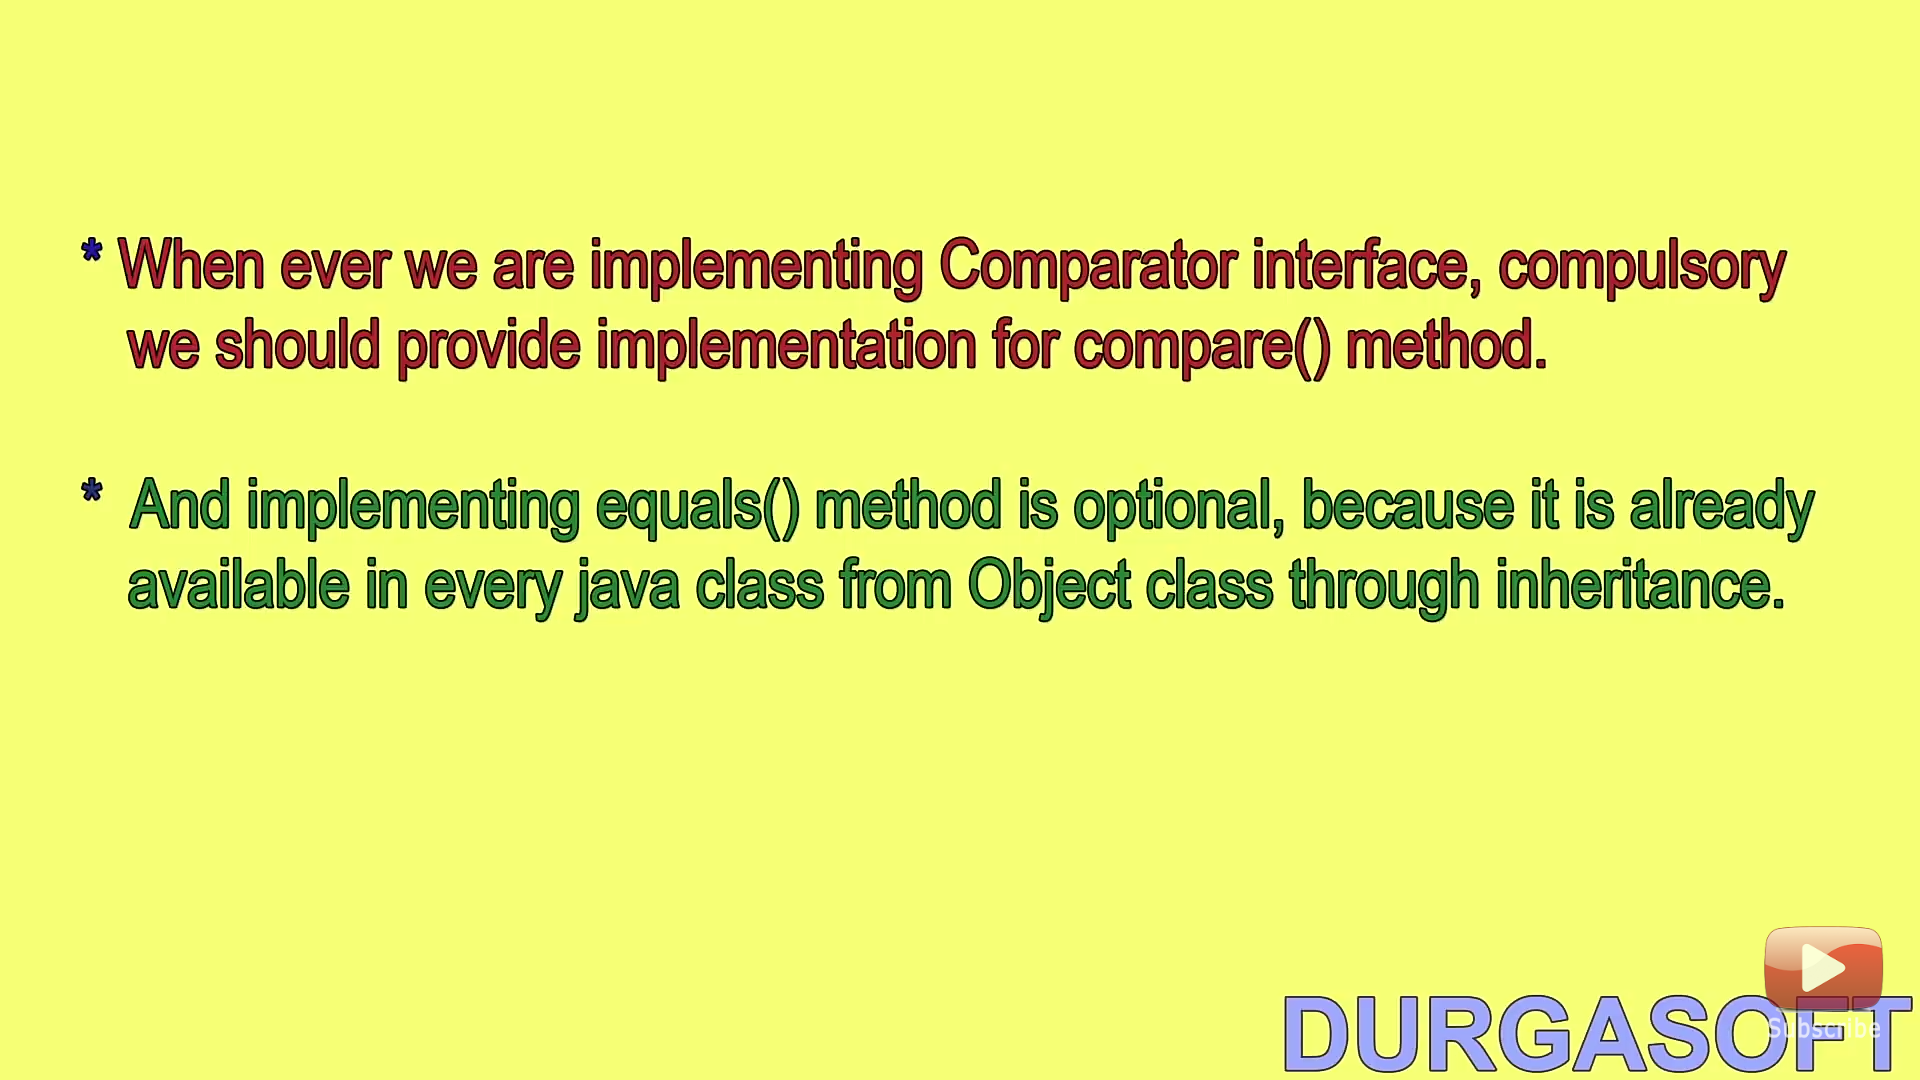 * When ever we are implementing Comparator interface, compulsory
we should provide implementation for compare() method.
* And implementing equals() method is optional, because it is already
available in every java class from Object class through inheritance.
DURGASOFT
Subscribe